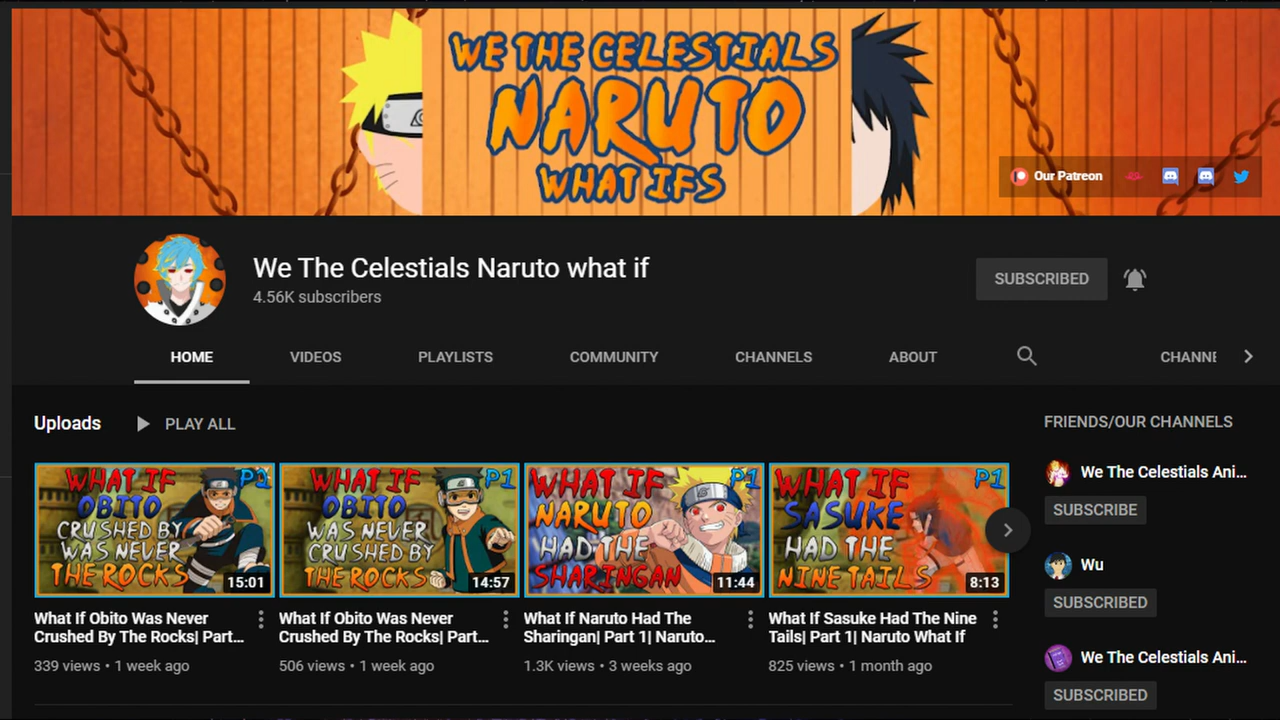 WE THE CELESTIALS
NARUTO
WHAT IFS
Our Patreon
We The Celestials Naruto what if
4.56K subscribers
SUBSCRIBED
HOME VIDEOS PLAYLISTS COMMUNITY CHANNELS ABOUT CHANNE
Uploads PLAY ALL
WHAT IF P1
OBITO
CRUSHED BY
WAS NEVER
THE ROCKS
15:01
What If Obito Was Never
Crushed By The Rocks| Part...
339 views • 1 week ago
WHAT IF P1
OBITO
WAS NEVER
CRUSHED BY
THE ROCKS
14:57
What If Obito Was Never
Crushed By The Rocks| Part...
506 views • 1 week ago
WHAT IF P1
NARUTO
HAD THE
SHARINGAN
11:44
What If Naruto Had The
Sharingan| Part 1| Naruto...
1.3K views • 3 weeks ago
WHAT IF P1
SASUKE
HAD THE
NINE TAILS
8:13
What If Sasuke Had The Nine
Tails| Part 1| Naruto What If
825 views • 1 month ago
FRIENDS/OUR CHANNELS
We The Celestials Ani...
SUBSCRIBE
Wu
SUBSCRIBED
We The Celestials Ani...
SUBSCRIBED